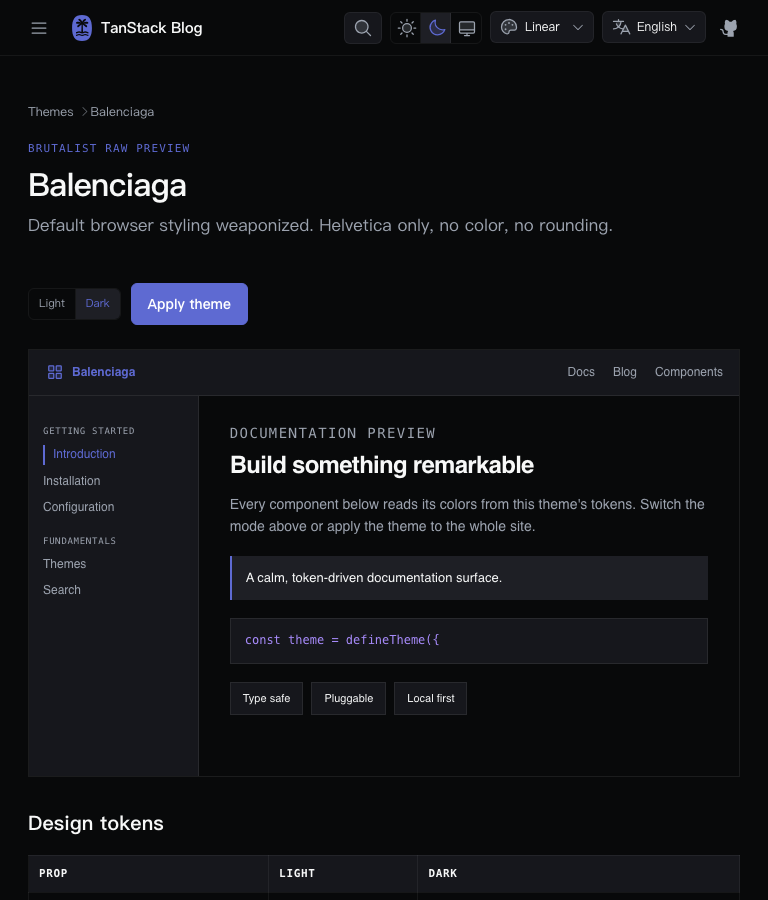 TanStack Blog
Linear
English
Themes
Balenciaga
BRUTALIST RAW PREVIEW
Balenciaga
Default browser styling weaponized. Helvetica only, no color, no rounding.
Light
Dark
Apply theme
Balenciaga
Docs
Blog
Components
GETTING STARTED
Introduction
Installation
Configuration
FUNDAMENTALS
Themes
Search
DOCUMENTATION PREVIEW
Build something remarkable
Every component below reads its colors from this theme's tokens. Switch the
mode above or apply the theme to the whole site.
A calm, token-driven documentation surface.
const theme = defineTheme({
Type safe
Pluggable
Local first
Design tokens
PROP
LIGHT
DARK